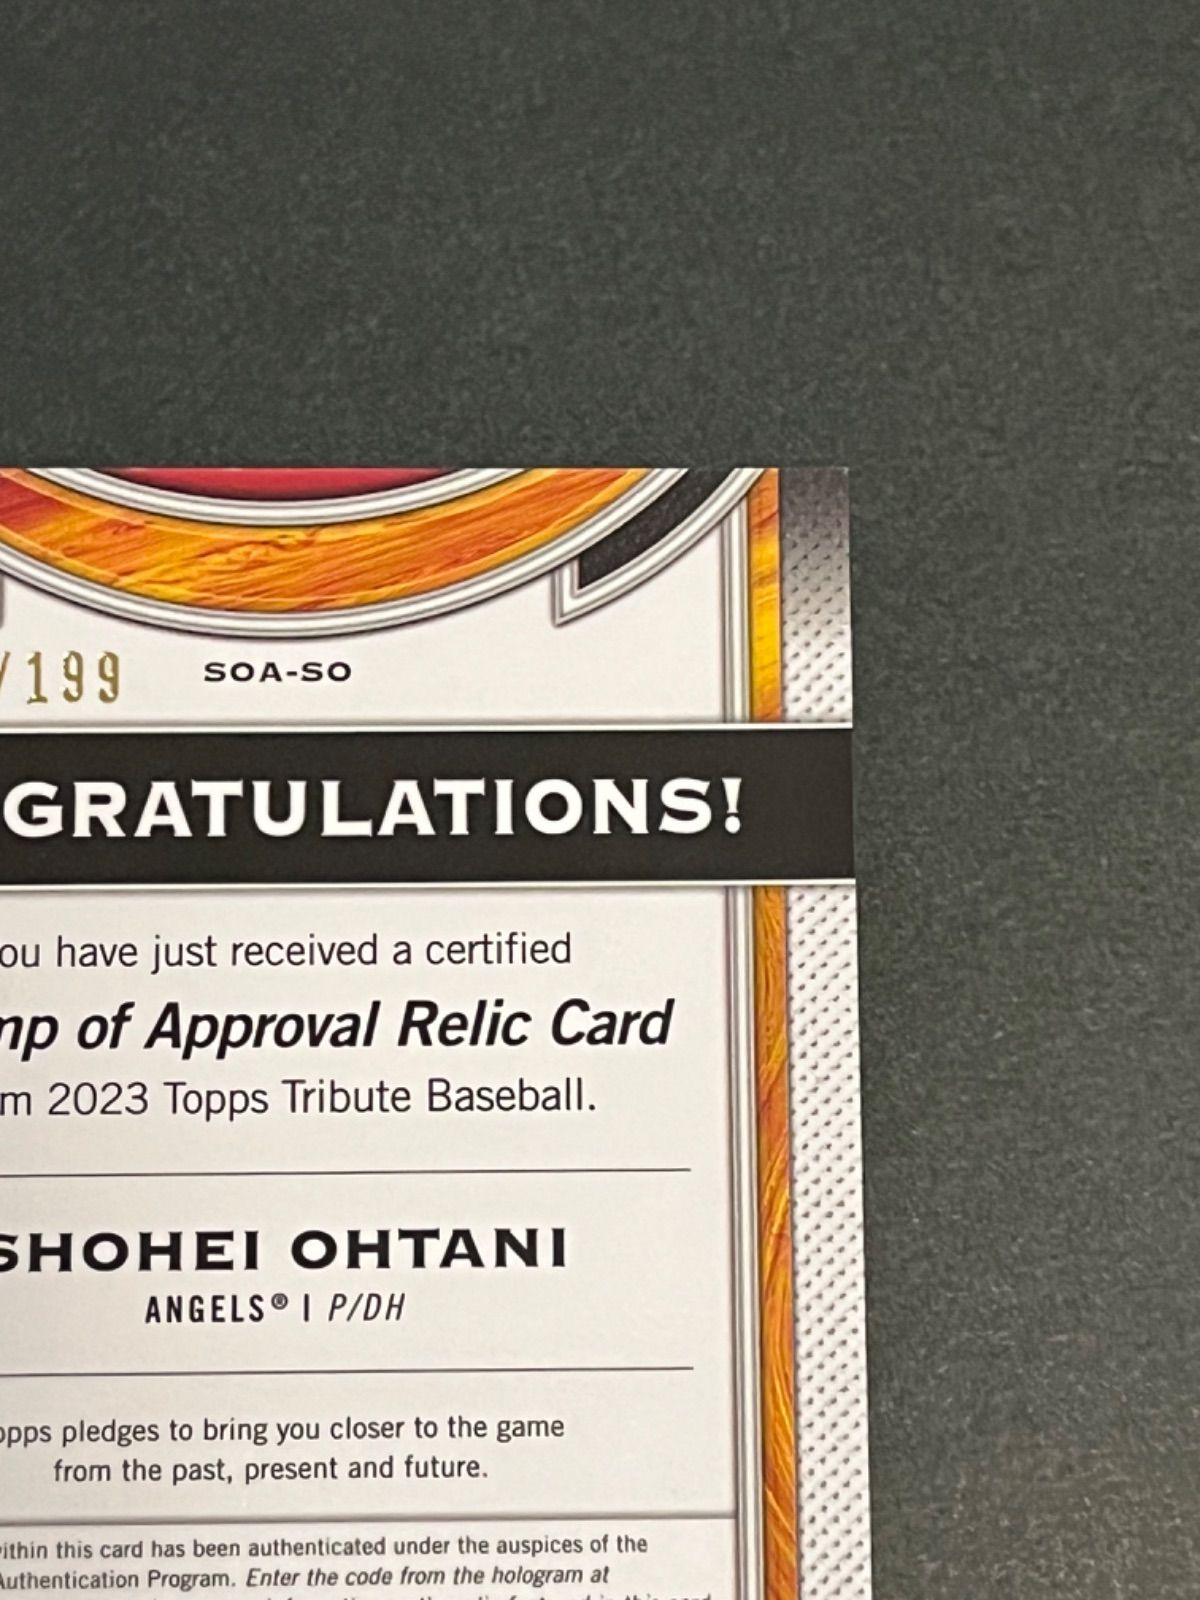 /199 SOA-SO
GRATULATIONS!
ou have just received a certified
mp of Approval Relic Card
m 2023 Topps Tribute Baseball.
SHOHEI OHTANI
ANGELS® | P/DH
opps pledges to bring you closer to the game
from the past, present and future.
ithin this card has been authenticated under the auspices of the
Authentication Program. Enter the code from the hologram at